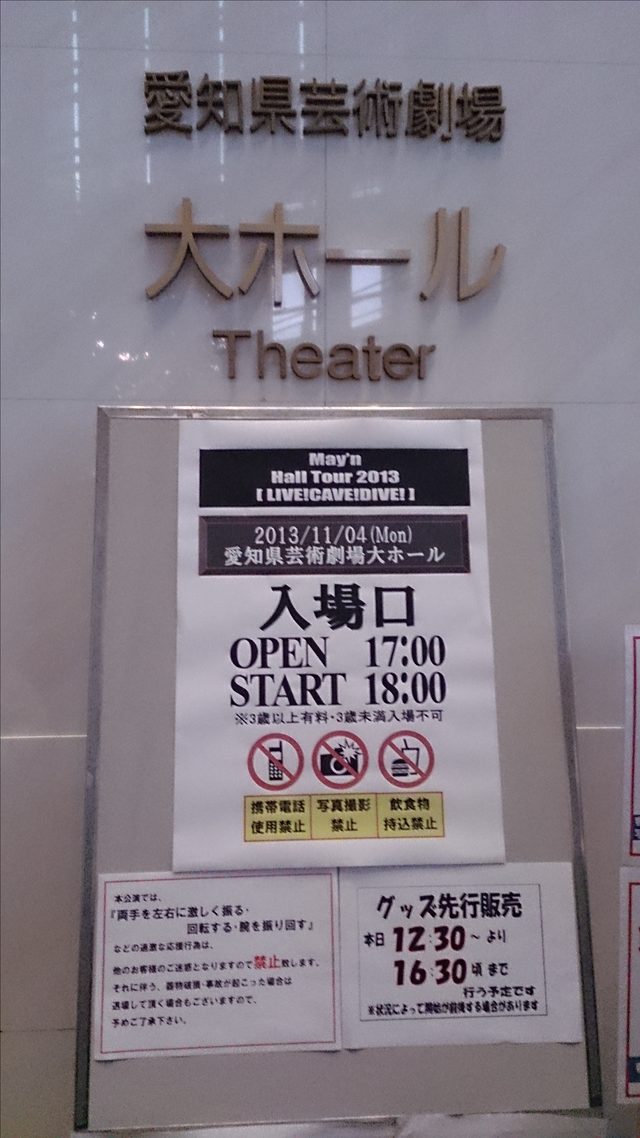 愛知県芸術劇場
大ホール
Theater
May'n
Hall Tour 2013
[ LIVE!CAVE!DIVE! ]
2013/11/04(Mon)
愛知県芸術劇場大ホール
入場口
OPEN 17:00
START 18:00
※3歳以上有料・3歳未満入場不可
携帯電話 写真撮影 飲食物
使用禁止 禁止 持込禁止
本公演では、
『両手を左右に激しく振る・
回転する・腕を振り回す』
などの過激な応援行為は、
他のお客様のご迷惑となりますので禁止致します。
それに伴う、器物破損・事故が起こった場合は
退場して頂く場合もございますので、
予めご了承下さい。
グッズ先行販売
本日 12:30～ より
16:30頃 まで
行う予定です
※状況によって開始が前後する場合があります